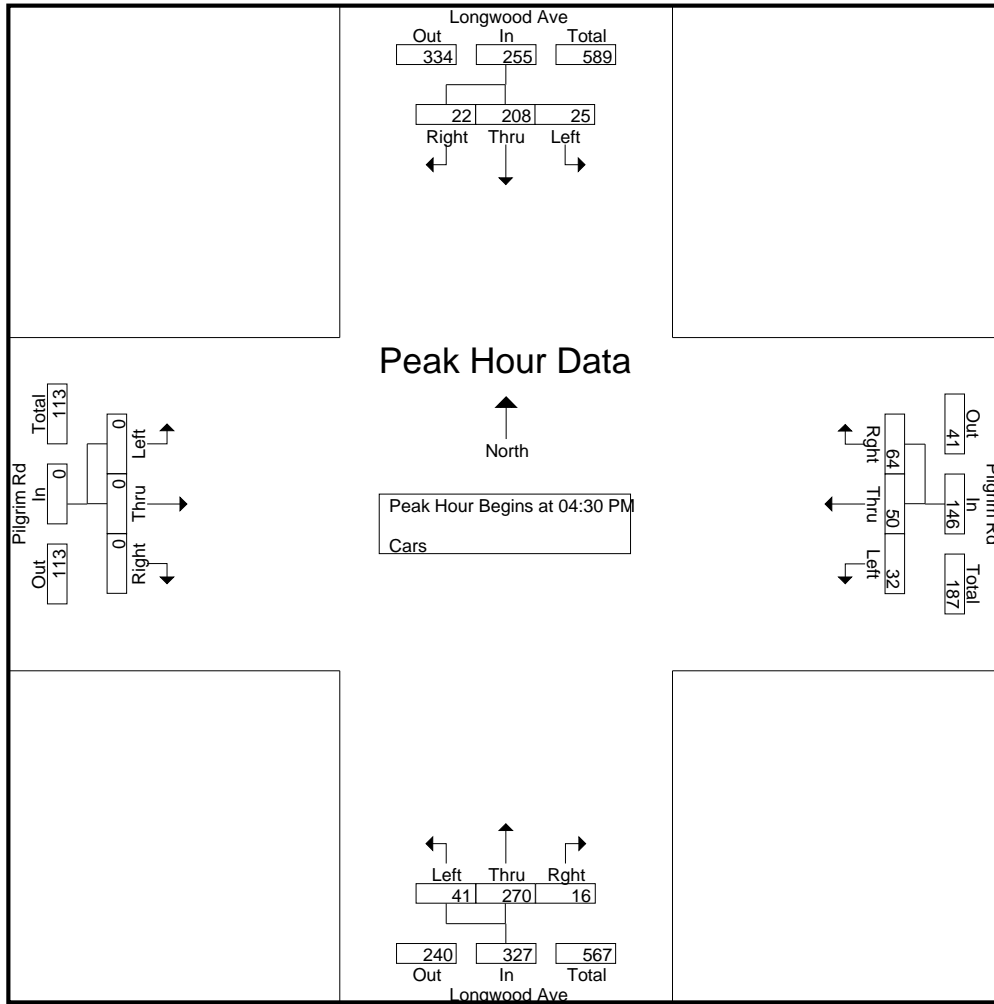 Longwood Ave
Out In Total
334 255 589
22 208 25
Right Thru Left
Peak Hour Data
North
Peak Hour Begins at 04:30 PM
Cars
Pilgrim Rd
Total In Out
113 0 113
0 0 0
Left Thru Right
Rght Thru Left
64 50 32
Out In Total
41 146 187
Pilgrim Rd
Left Thru Rght
41 270 16
240 327 567
Out In Total
Longwood Ave